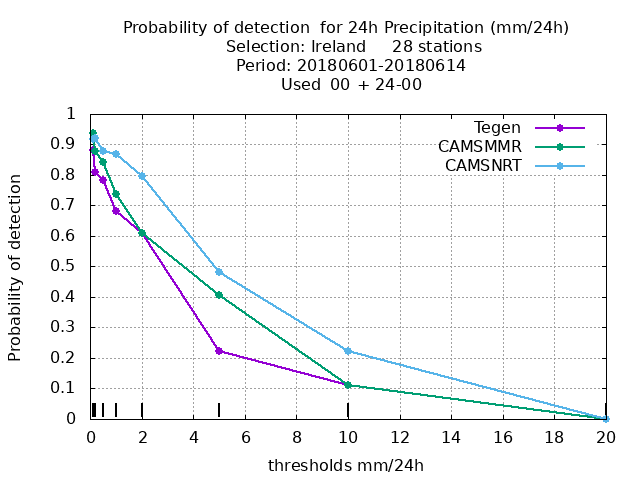 Probability of detection  for 24h Precipitation (mm/24h)
Selection: Ireland     28 stations
Period: 20180601-20180614
Used  00 + 24-00
Tegen
CAMSMMR
CAMSNRT
1
0.9
0.8
0.7
0.6
0.5
0.4
0.3
0.2
0.1
0
Probability of detection
0 2 4 6 8 10 12 14 16 18 20
thresholds mm/24h